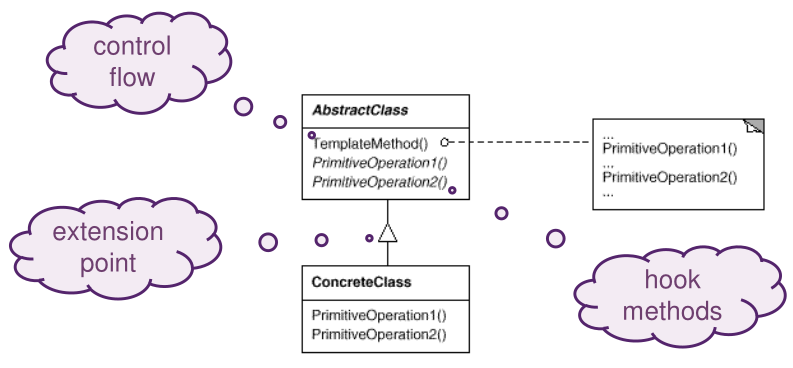 control
flow
AbstractClass
TemplateMethod()
PrimitiveOperation1()
PrimitiveOperation2()
...
PrimitiveOperation1()
...
PrimitiveOperation2()
...
extension
point
hook
methods
ConcreteClass
PrimitiveOperation1()
PrimitiveOperation2()